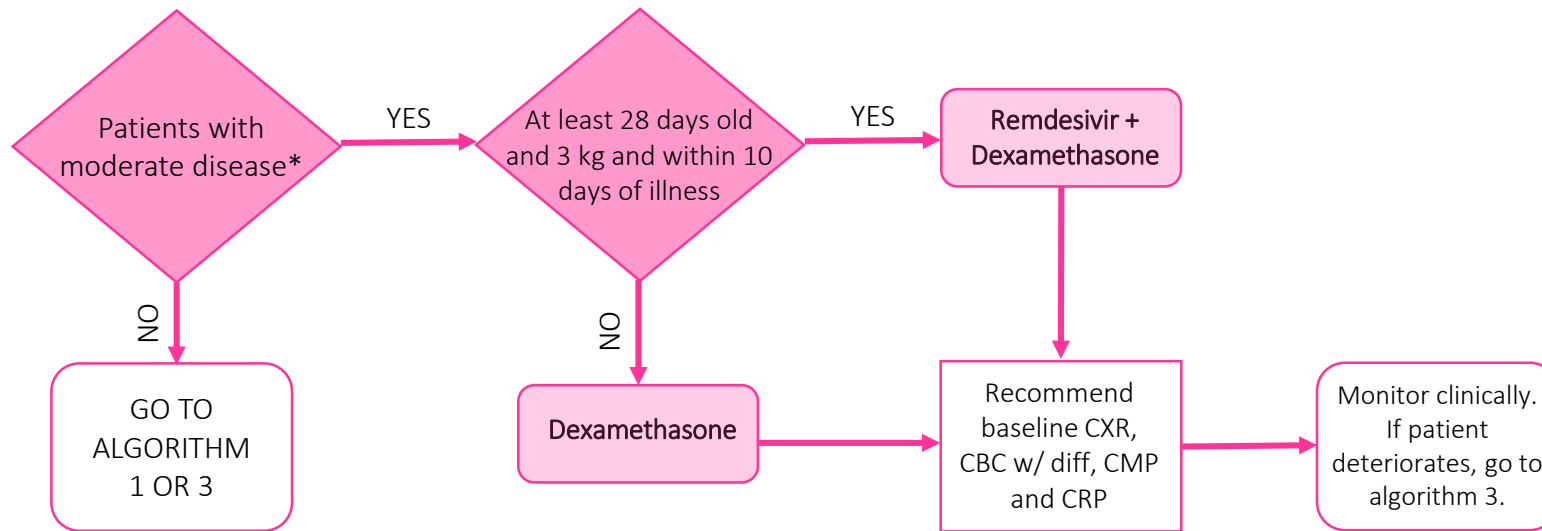 Patients with
moderate disease*
YES
At least 28 days old
and 3 kg and within 10
days of illness
YES
Remdesivir +
Dexamethasone
NO
GO TO
ALGORITHM
1 OR 3
NO
Dexamethasone
Recommend
baseline CXR,
CBC w/ diff, CMP
and CRP
Monitor clinically.
If patient
deteriorates, go to
algorithm 3.